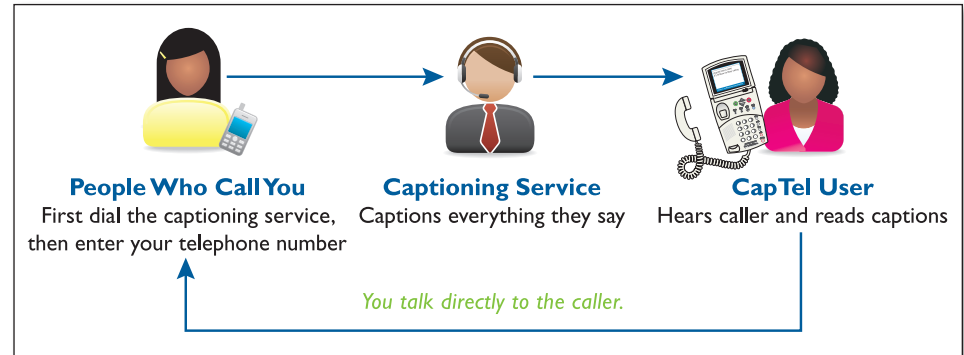 People Who Call You
First dial the captioning service,
then enter your telephone number
Captioning Service
Captions everything they say
CapTel User
Hears caller and reads captions
You talk directly to the caller.